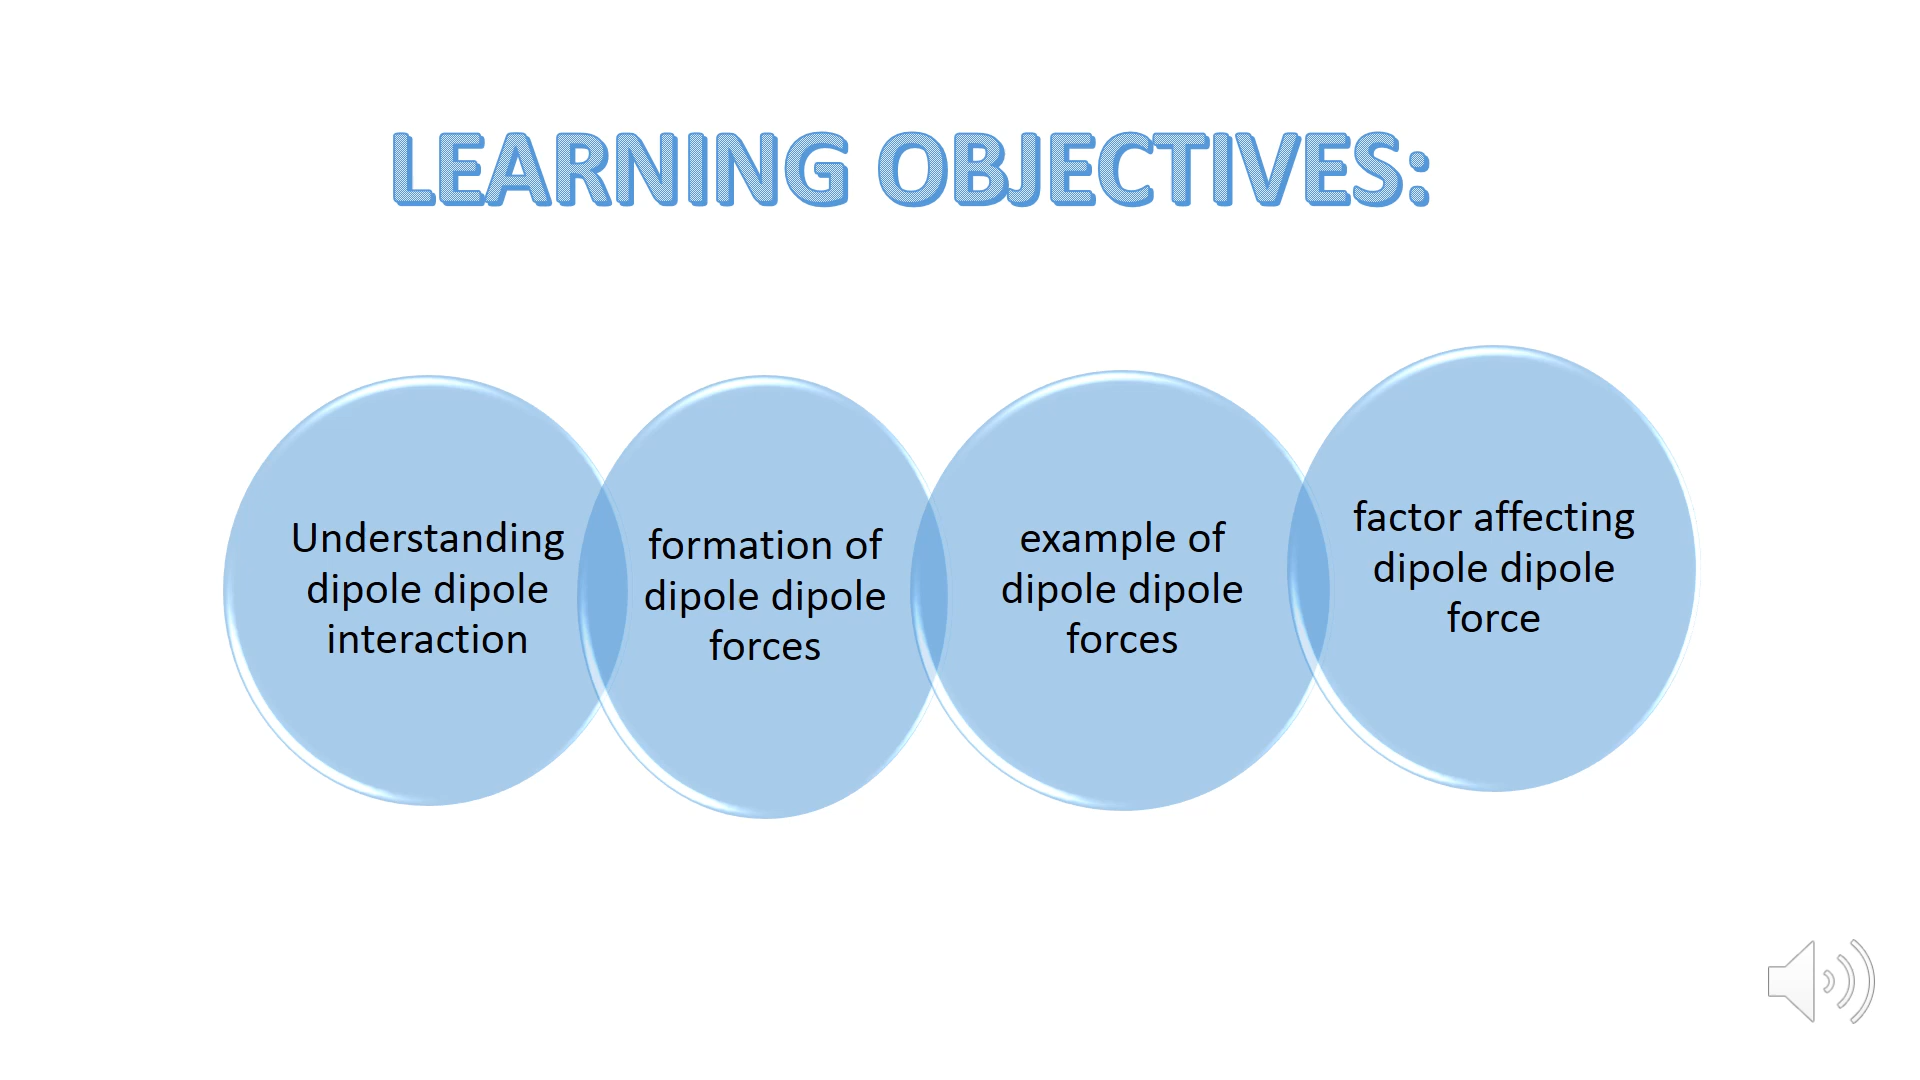 LEARNING OBJECTIVES:
Understanding
dipole dipole
interaction
formation of
dipole dipole
forces
example of
dipole dipole
forces
factor affecting
dipole dipole
force